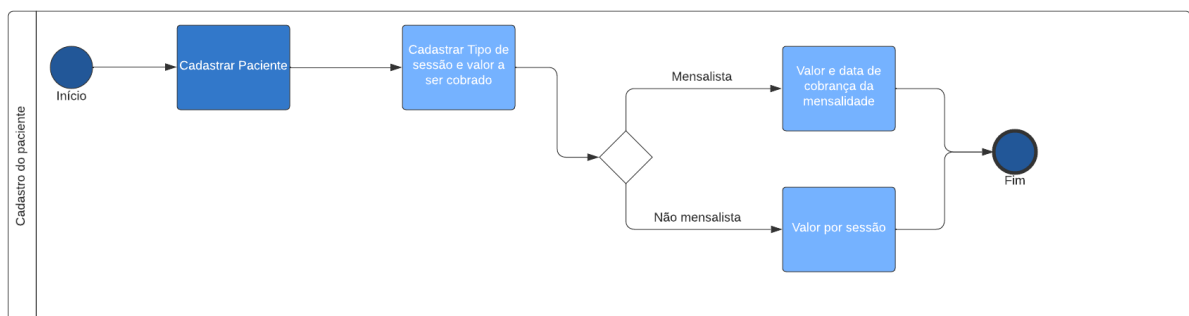 Cadastro do paciente
Início
Cadastrar Paciente
Cadastrar Tipo de
sessão e valor a
ser cobrado
Mensalista
Valor e data de
cobrança da
mensalidade
Não mensalista
Valor por sessão
Fim